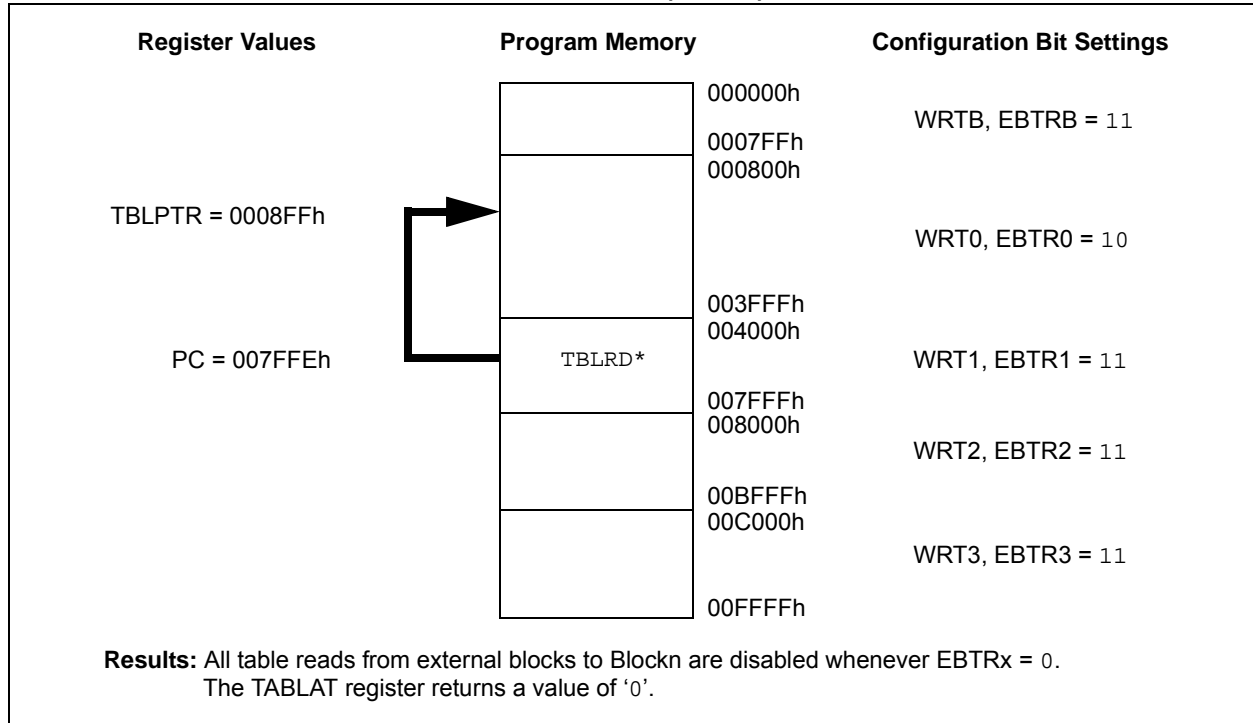 Register Values Program Memory Configuration Bit Settings
000000h
WRTB, EBTRB = 11
0007FFh
000800h
TBLPTR = 0008FFh
WRT0, EBTR0 = 10
003FFFh
004000h
PC = 007FFEh TBLRD* WRT1, EBTR1 = 11
007FFFh
008000h
WRT2, EBTR2 = 11
00BFFFh
00C000h
WRT3, EBTR3 = 11
00FFFFh
Results: All table reads from external blocks to Blockn are disabled whenever EBTRx = 0.
The TABLAT register returns a value of ‘0’.